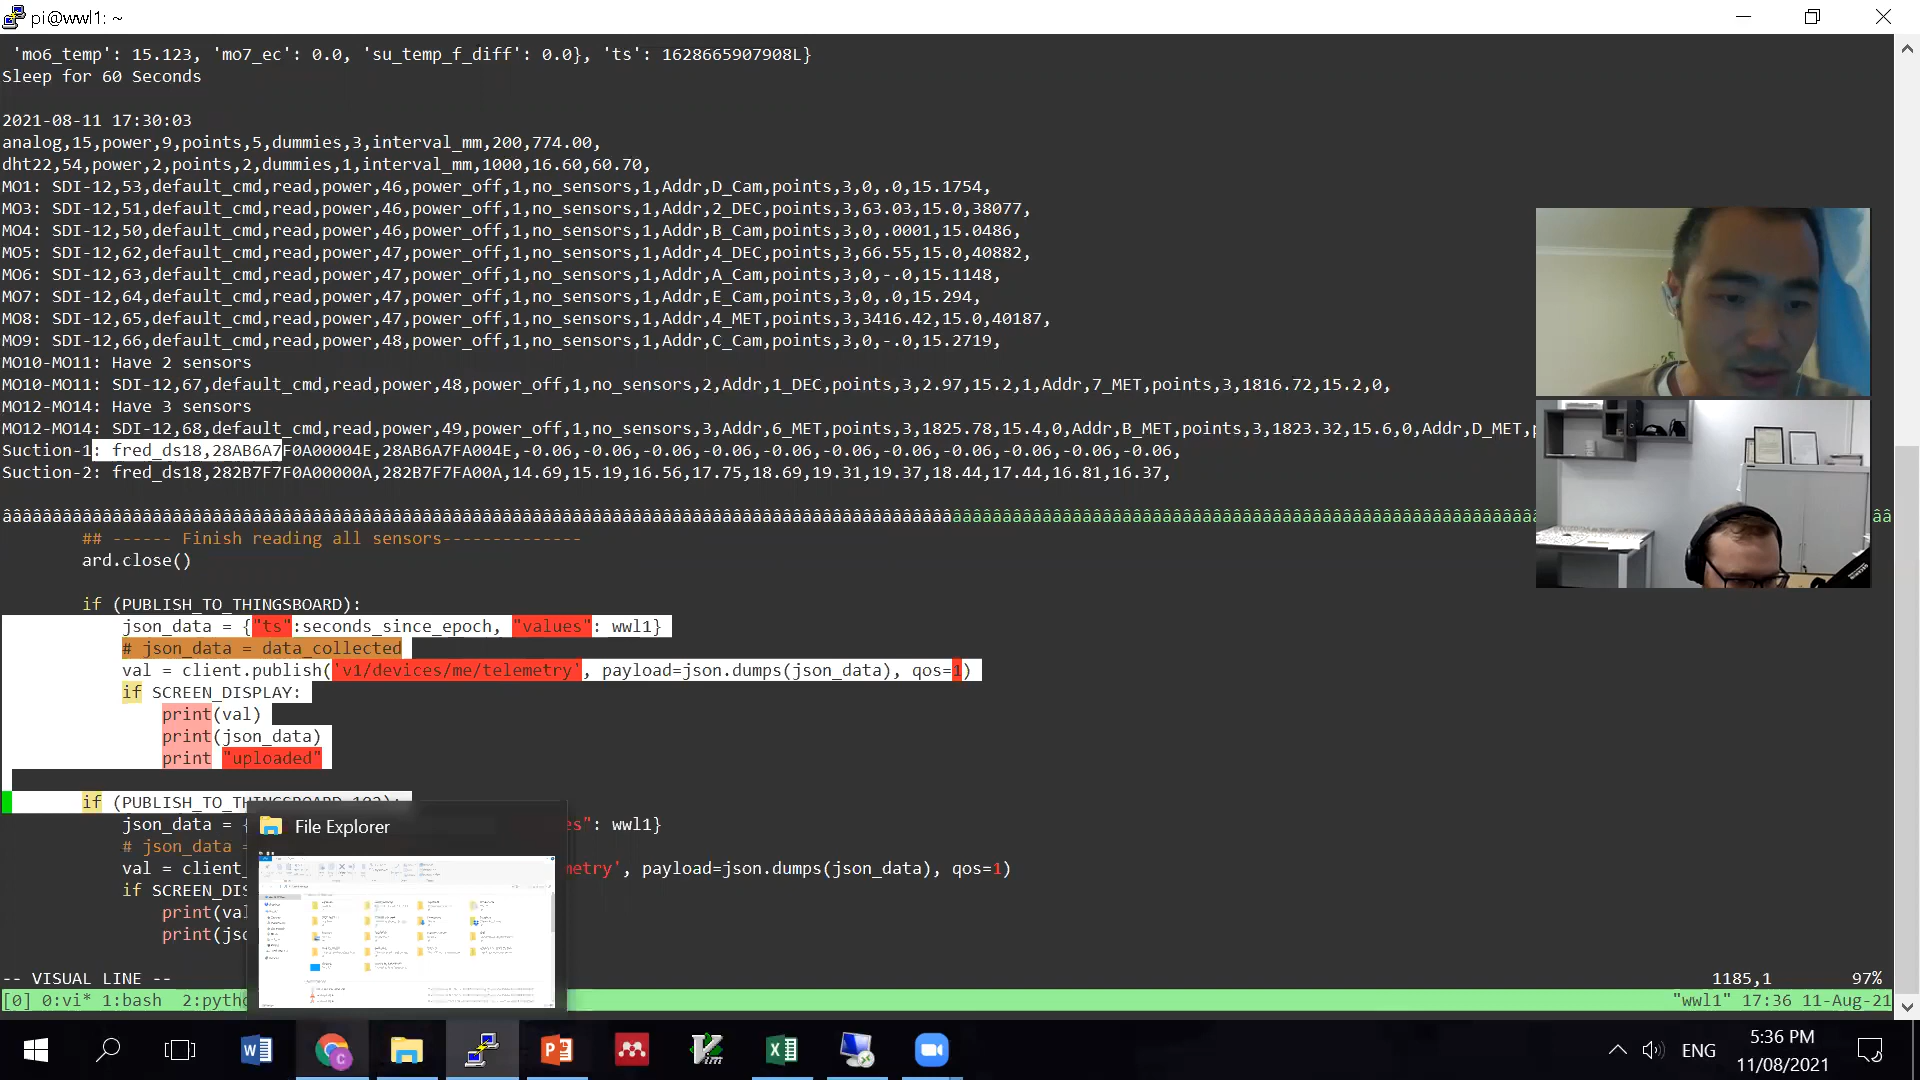 pi@wwl1: ~
'mo6_temp': 15.123, 'mo7_ec': 0.0, 'su_temp_f_diff': 0.0}, 'ts': 1628665907908L}
Sleep for 60 Seconds
2021-08-11 17:30:03
analog,15,power,9,points,5,dummies,3,interval_mm,200,774.00,
dht22,54,power,2,points,2,dummies,1,interval_mm,1000,16.60,60.70,
MO1: SDI-12,53,default_cmd,read,power,46,power_off,1,no_sensors,1,Addr,D_Cam,points,3,0,.0,15.1754,
MO3: SDI-12,51,default_cmd,read,power,46,power_off,1,no_sensors,1,Addr,2_DEC,points,3,63.03,15.0,38077,
MO4: SDI-12,50,default_cmd,read,power,46,power_off,1,no_sensors,1,Addr,B_Cam,points,3,0,.0001,15.0486,
MO5: SDI-12,62,default_cmd,read,power,47,power_off,1,no_sensors,1,Addr,4_DEC,points,3,66.55,15.0,40882,
MO6: SDI-12,63,default_cmd,read,power,47,power_off,1,no_sensors,1,Addr,A_Cam,points,3,0,-.0,15.1148,
MO7: SDI-12,64,default_cmd,read,power,47,power_off,1,no_sensors,1,Addr,E_Cam,points,3,0,.0,15.294,
MO8: SDI-12,65,default_cmd,read,power,47,power_off,1,no_sensors,1,Addr,4_MET,points,3,3416.42,15.0,40187,
MO9: SDI-12,66,default_cmd,read,power,48,power_off,1,no_sensors,1,Addr,C_Cam,points,3,0,-.0,15.2719,
MO10-MO11: Have 2 sensors
MO10-MO11: SDI-12,67,default_cmd,read,power,48,power_off,1,no_sensors,2,Addr,1_DEC,points,3,2.97,15.2,1,Addr,7_MET,points,3,1816.72,15.2,0,
MO12-MO14: Have 3 sensors
MO12-MO14: SDI-12,68,default_cmd,read,power,49,power_off,1,no_sensors,3,Addr,6_MET,points,3,1825.78,15.4,0,Addr,B_MET,points,3,1823.32,15.6,0,Addr,D_MET,
Suction-1: fred_ds18,28AB6A7F0A00004E,28AB6A7FA004E,-0.06,-0.06,-0.06,-0.06,-0.06,-0.06,-0.06,-0.06,-0.06,-0.06,-0.06,
Suction-2: fred_ds18,282B7F7F0A00000A,282B7F7FA00A,14.69,15.19,16.56,17.75,18.69,19.31,19.37,18.44,17.44,16.81,16.37,
## ------ Finish reading all sensors--------------
ard.close()
if (PUBLISH_TO_THINGSBOARD):
json_data = {"ts":seconds_since_epoch, "values": wwl1}
# json_data = data_collected
val = client.publish('v1/devices/me/telemetry', payload=json.dumps(json_data), qos=1)
if SCREEN_DISPLAY:
print(val)
print(json_data)
print "uploaded"
if (PUBLISH_TO_THINGSBOARD
json_data = { es": wwl1}
# json_data =
val = client_ metry', payload=json.dumps(json_data), qos=1)
if SCREEN_DIS
print(val
print(jso
File Explorer
-- VISUAL LINE -- 1185,1 97%
[0] 0:vi* 1:bash 2:pytho "wwl1" 17:36 11-Aug-21
ENG 5:36 PM
11/08/2021